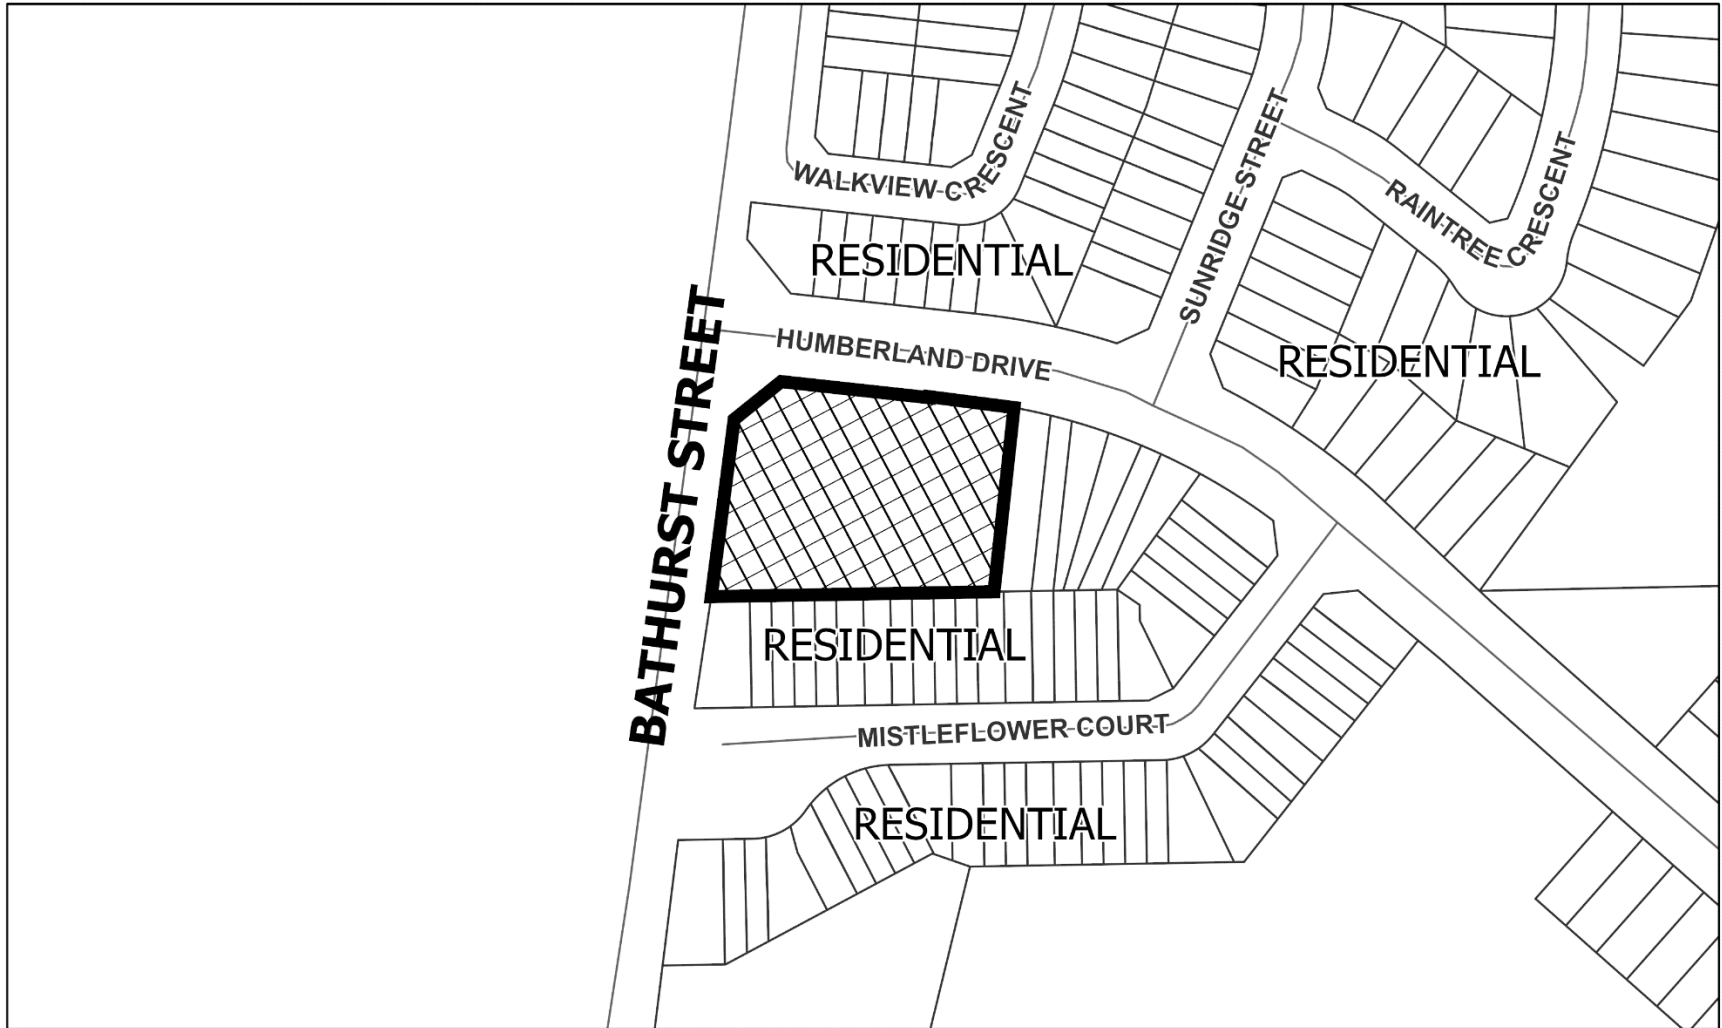 WALKVIEW CRESCENT
SUNRIDGE STREET
RAINTREE CRESCENT
RESIDENTIAL
HUMBERLAND DRIVE
RESIDENTIAL
BATHURST STREET
RESIDENTIAL
MISTLEFLOWER COURT
RESIDENTIAL